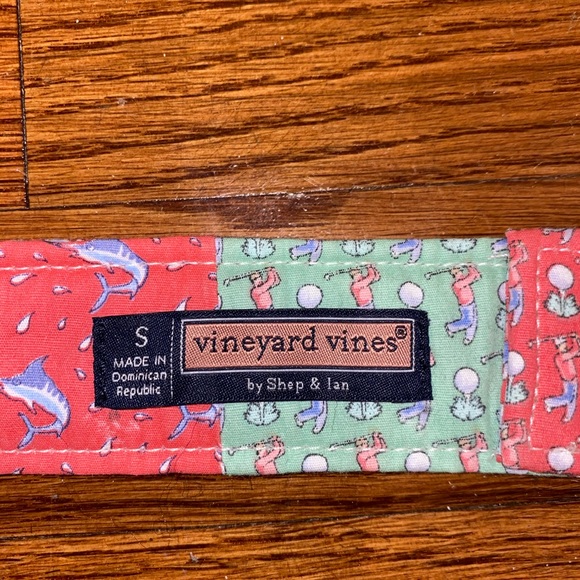 S
MADE IN
Dominican
Republic
vineyard vines®
by Shep & Ian